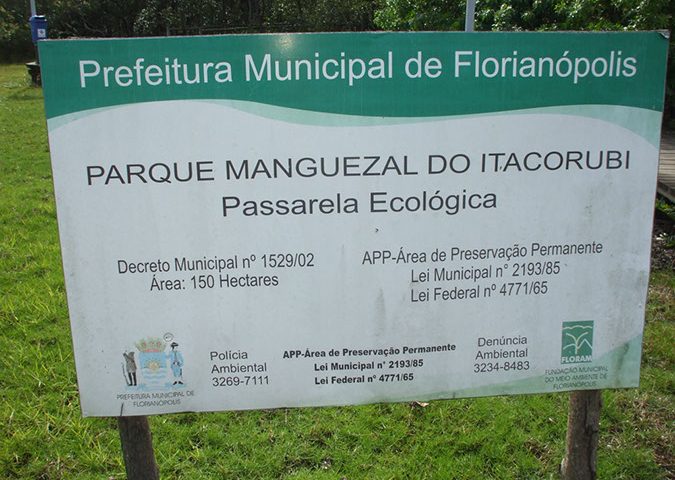 Prefeitura Municipal de Florianópolis
PARQUE MANGUEZAL DO ITACORUBI
Passarela Ecológica
Decreto Municipal nº 1529/02
Área: 150 Hectares
APP-Área de Preservação Permanente
Lei Municipal n° 2193/85
Lei Federal nº 4771/65
PREFEITURA MUNICIPAL DE
FLORIANÓPOLIS
Polícia
Ambiental
3269-7111
APP-Área de Preservação Permanente
Lei Municipal n° 2193/85
Lei Federal n° 4771/65
Denúncia
Ambiental
3234-8483
FLORAM
FUNDAÇÃO MUNICIPAL
DO MEIO AMBIENTE DE
FLORIANÓPOLIS